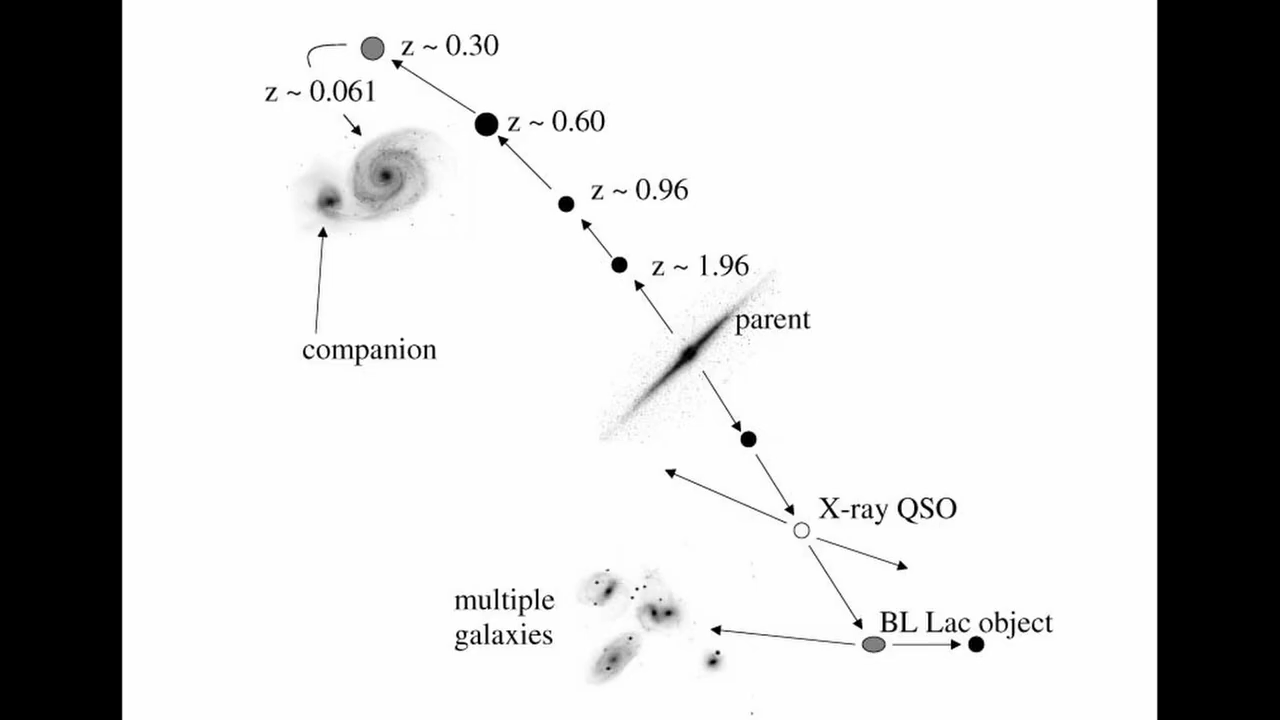 z ~ 0.30
z ~ 0.061
z ~ 0.60
z ~ 0.96
z ~ 1.96
parent
companion
X-ray QSO
multiple
galaxies
BL Lac object